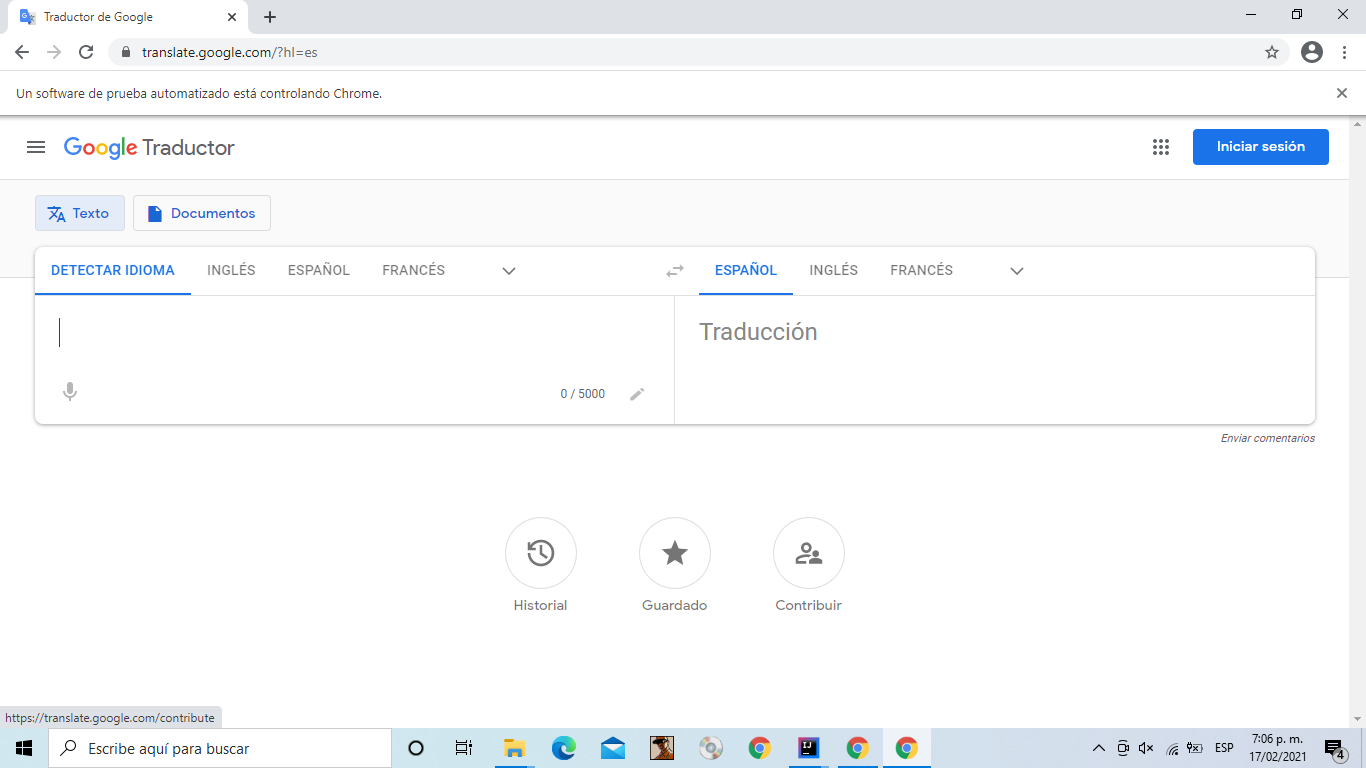 Traductor de Google
translate.google.com/?hl=es
Un software de prueba automatizado está controlando Chrome.
Google Traductor
Iniciar sesión
Texto
Documentos
DETECTAR IDIOMA INGLÉS ESPAÑOL FRANCÉS
ESPAÑOL INGLÉS FRANCÉS
Traducción
0 / 5000
Enviar comentarios
Historial
Guardado
Contribuir
https://translate.google.com/contribute
Escribe aquí para buscar
IJ
ESP
7:06 p. m.
17/02/2021
4